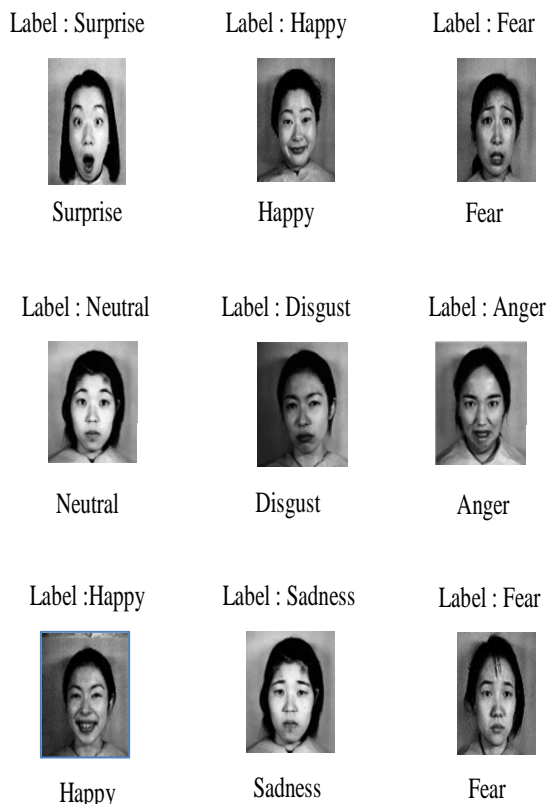 Label : Surprise Label : Happy Label : Fear
Surprise Happy Fear
Label : Neutral Label : Disgust Label : Anger
Neutral Disgust Anger
Label :Happy Label : Sadness Label : Fear
Happy Sadness Fear